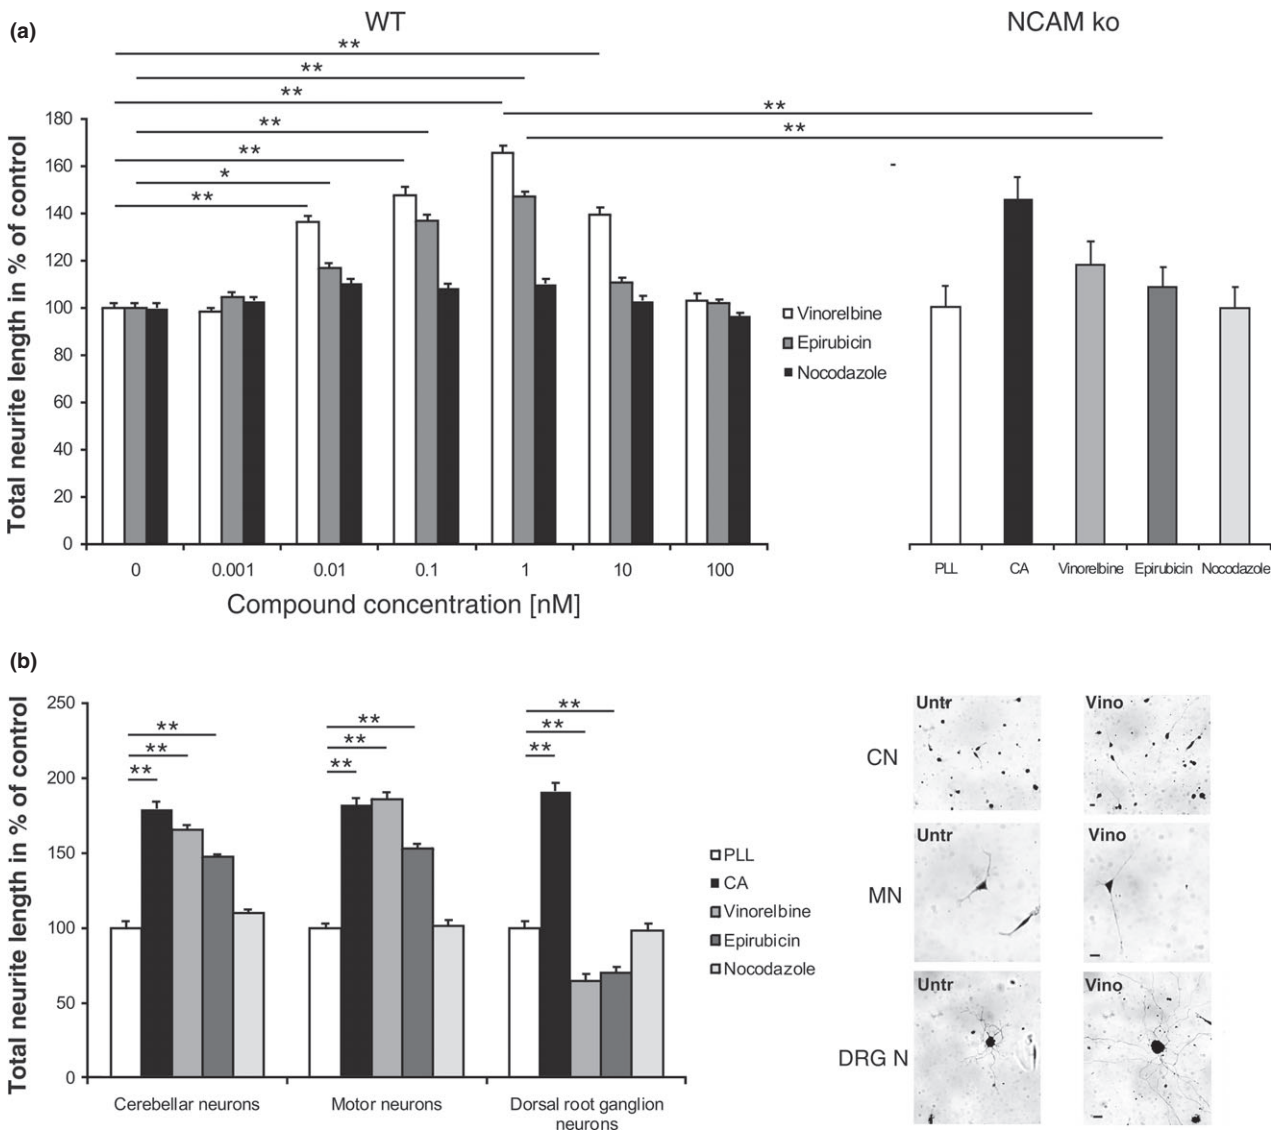 (a)
WT
NCAM ko
**
**
**
**
**
*
**
**
**
Total neurite length in % of control
180
160
140
120
100
80
60
40
20
0
0 0.001 0.01 0.1 1 10 100
Compound concentration [nM]
Vinorelbine
Epirubicin
Nocodazole
PLL CA Vinorelbine Epirubicin Nocodazole
(b)
Total neurite length in % of control
250
200
150
100
50
0
**
**
**
**
**
**
**
**
**
Cerebellar neurons
Motor neurons
Dorsal root ganglion
neurons
PLL
CA
Vinorelbine
Epirubicin
Nocodazole
CN
Untr
Vino
MN
Untr
Vino
DRG N
Untr
Vino